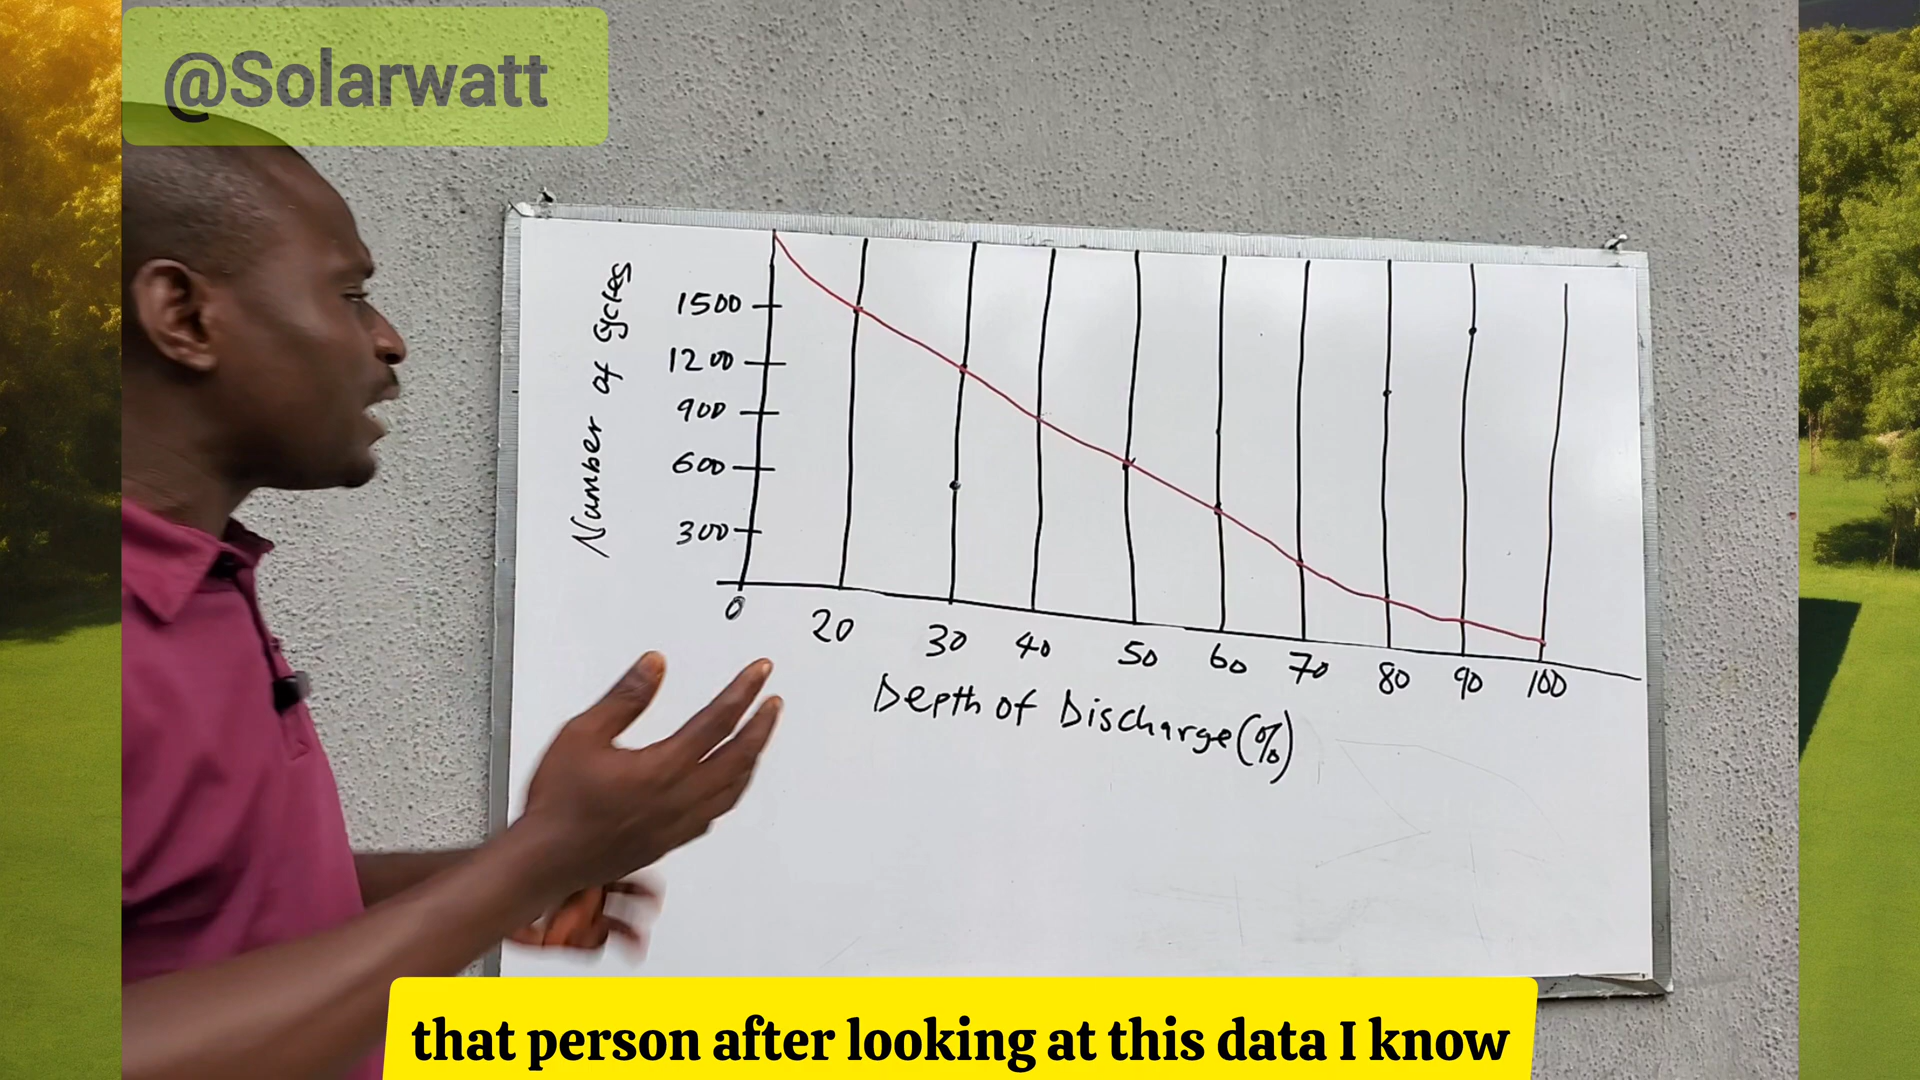 @Solarwatt
Number of Cycles
1500
1200
900
600
300
0 20 30 40 50 60 70 80 90 100
Depth of Discharge (%)
that person after looking at this data I know